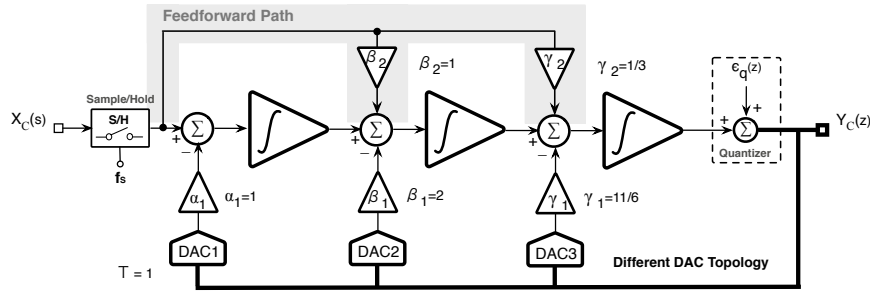 Feedforward Path
X_C(s)
Sample/Hold
S/H
f_s
Σ
+
−
∫
α_1
α_1=1
DAC1
β_2
β_2=1
Σ
+
−
∫
β_1
β_1=2
DAC2
γ_2
γ_2=1/3
Σ
+
−
∫
γ_1
γ_1=11/6
DAC3
ϵ_q(z)
+
+
Σ
Quantizer
Y_C(z)
T = 1
Different DAC Topology